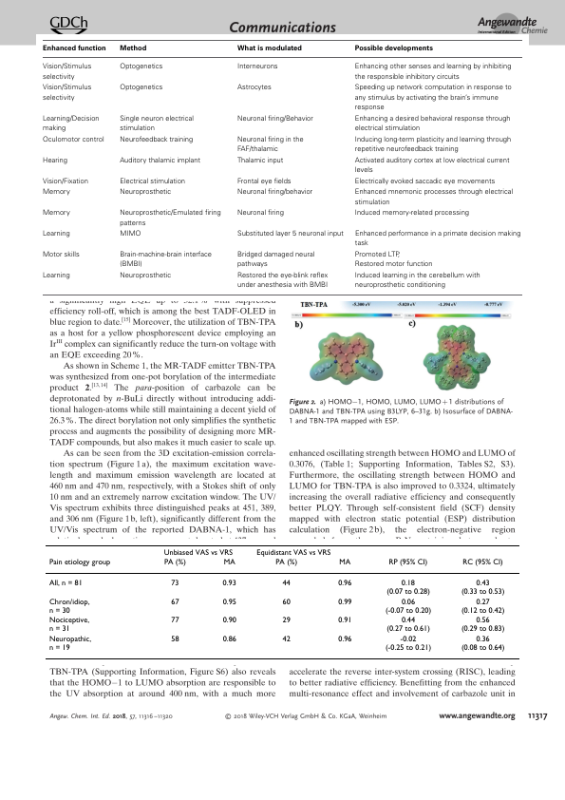 GDCh
Communications
Angewandte
International Edition
Chemie
Enhanced function Method What is modulated Possible developments
Vision/Stimulus selectivity Optogenetics Interneurons Enhancing other senses and learning by inhibiting the responsible inhibitory circuits
Vision/Stimulus selectivity Optogenetics Astrocytes Speeding up network computation in response to any stimulus by activating the brain's immune response
Learning/Decision making Single neuron electrical stimulation Neuronal firing/Behavior Enhancing a desired behavioral response through electrical stimulation
Oculomotor control Neurofeedback training Neuronal firing in the FAF/thalamic Inducing long-term plasticity and learning through repetitive neurofeedback training
Hearing Auditory thalamic implant Thalamic input Activated auditory cortex at low electrical current levels
Vision/Fixation Electrical stimulation Frontal eye fields Electrically evoked saccadic eye movements
Memory Neuroprosthetic Neuronal firing/behavior Enhanced mnemonic processes through electrical stimulation
Memory Neuroprosthetic/Emulated firing patterns Neuronal firing Induced memory-related processing
Learning MIMO Substituted layer 5 neuronal input Enhanced performance in a primate decision making task
Motor skills Brain-machine-brain interface (BMBI) Bridged damaged neural pathways Promoted LTP, Restored motor function
Learning Neuroprosthetic Restored the eye-blink reflex under anesthesia with BMBI Induced learning in the cerebellum with neuroprosthetic conditioning
efficiency roll-off, which is among the best TADF-OLED in
blue region to date.[15] Moreover, the utilization of TBN-TPA
as a host for a yellow phosphorescent device employing an
IrIII complex can significantly reduce the turn-on voltage with
an EQE exceeding 20 %.
As shown in Scheme 1, the MR-TADF emitter TBN-TPA
was synthesized from one-pot borylation of the intermediate
product 2.[13,14] The para-position of carbazole can be
deprotonated by n-BuLi directly without introducing addi-
tional halogen-atoms while still maintaining a decent yield of
26.3 %. The direct borylation not only simplifies the synthetic
process and augments the possibility of designing more MR-
TADF compounds, but also makes it much easier to scale up.
As can be seen from the 3D excitation-emission correla-
tion spectrum (Figure 1 a), the maximum excitation wave-
length and maximum emission wavelength are located at
460 nm and 470 nm, respectively, with a Stokes shift of only
10 nm and an extremely narrow excitation window. The UV/
Vis spectrum exhibits three distinguished peaks at 451, 389,
and 306 nm (Figure 1 b, left), significantly different from the
UV/Vis spectrum of the reported DABNA-1, which has
TBN-TPA
b) c)
Figure 2. a) HOMO−1, HOMO, LUMO, LUMO+1 distributions of
DABNA-1 and TBN-TPA using B3LYP, 6–31g. b) Isosurface of DABNA-
1 and TBN-TPA mapped with ESP.
enhanced oscillating strength between HOMO and LUMO of
0.3076, (Table 1; Supporting Information, Tables S2, S3).
Furthermore, the oscillating strength between HOMO and
LUMO for TBN-TPA is also improved to 0.3324, ultimately
increasing the overall radiative efficiency and consequently
better PLQY. Through self-consistent field (SCF) density
mapped with electron static potential (ESP) distribution
calculation (Figure 2 b), the electron-negative region
Unbiased VAS vs VRS Equidistant VAS vs VRS
Pain etiology group PA (%) MA PA (%) MA RP (95% CI) RC (95% CI)
All, n = 81 73 0.93 44 0.96 0.18 (0.07 to 0.28) 0.43 (0.33 to 0.53)
Chron/idiop, n = 30 67 0.95 60 0.99 0.06 (-0.07 to 0.20) 0.27 (0.12 to 0.42)
Nociceptive, n = 31 77 0.90 29 0.91 0.44 (0.27 to 0.61) 0.56 (0.29 to 0.83)
Neuropathic, n = 19 58 0.86 42 0.96 -0.02 (-0.25 to 0.21) 0.36 (0.08 to 0.64)
TBN-TPA (Supporting Information, Figure S6) also reveals
that the HOMO−1 to LUMO absorption are responsible to
the UV absorption at around 400 nm, with a much more
accelerate the reverse inter-system crossing (RISC), leading
to better radiative efficiency. Benefitting from the enhanced
multi-resonance effect and involvement of carbazole unit in
Angew. Chem. Int. Ed. 2018, 57, 11316–11320
© 2018 Wiley-VCH Verlag GmbH & Co. KGaA, Weinheim
www.angewandte.org 11317